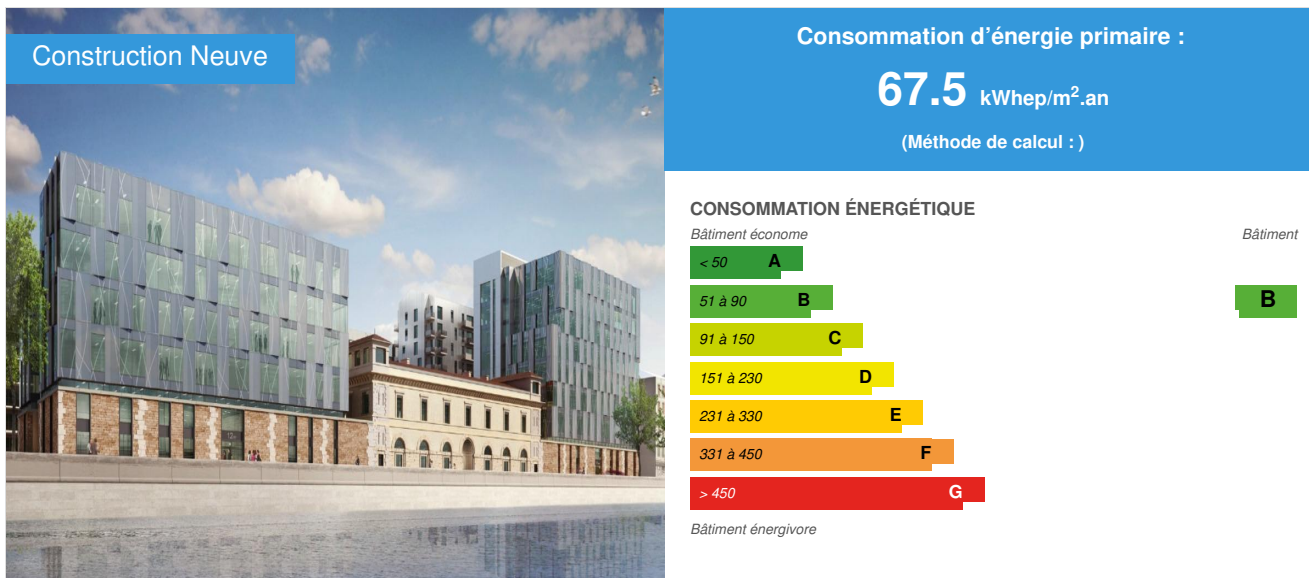 Construction Neuve
Consommation d'énergie primaire :
67.5 kWhep/m².an
(Méthode de calcul : )
CONSOMMATION ÉNERGÉTIQUE
Bâtiment économe
Bâtiment
< 50 A
51 à 90 B
B
91 à 150 C
151 à 230 D
231 à 330 E
331 à 450 F
> 450 G
Bâtiment énergivore